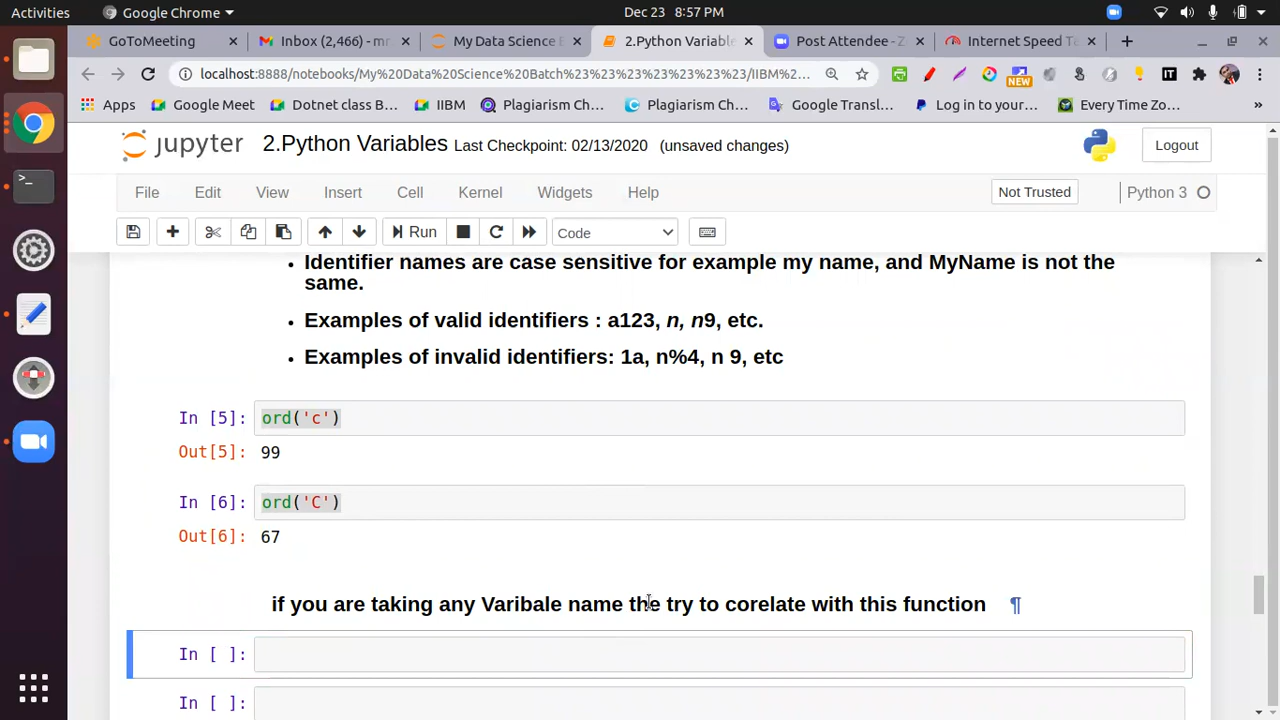 Activities Google Chrome Dec 23 8:57 PM
GoToMeeting Inbox (2,466) - mr My Data Science B 2.Python Variable Post Attendee - Z Internet Speed Te
localhost:8888/notebooks/My%20Data%20Science%20Batch%23%23%23%23%23%23%23/IIBM%2... NEW IT
Apps Google Meet Dotnet class B... IIBM Plagiarism Ch... Plagiarism Ch... Google Transl... Log in to your... Every Time Zo... »
jupyter 2.Python Variables Last Checkpoint: 02/13/2020 (unsaved changes) Logout
File Edit View Insert Cell Kernel Widgets Help Not Trusted Python 3
Run Code
• Identifier names are case sensitive for example my name, and MyName is not the
same.
• Examples of valid identifiers : a123, n, n9, etc.
• Examples of invalid identifiers: 1a, n%4, n 9, etc
In [5]: ord('c')
Out[5]: 99
In [6]: ord('C')
Out[6]: 67
if you are taking any Varibale name the try to corelate with this function ¶
In [ ]:
In [ ]: